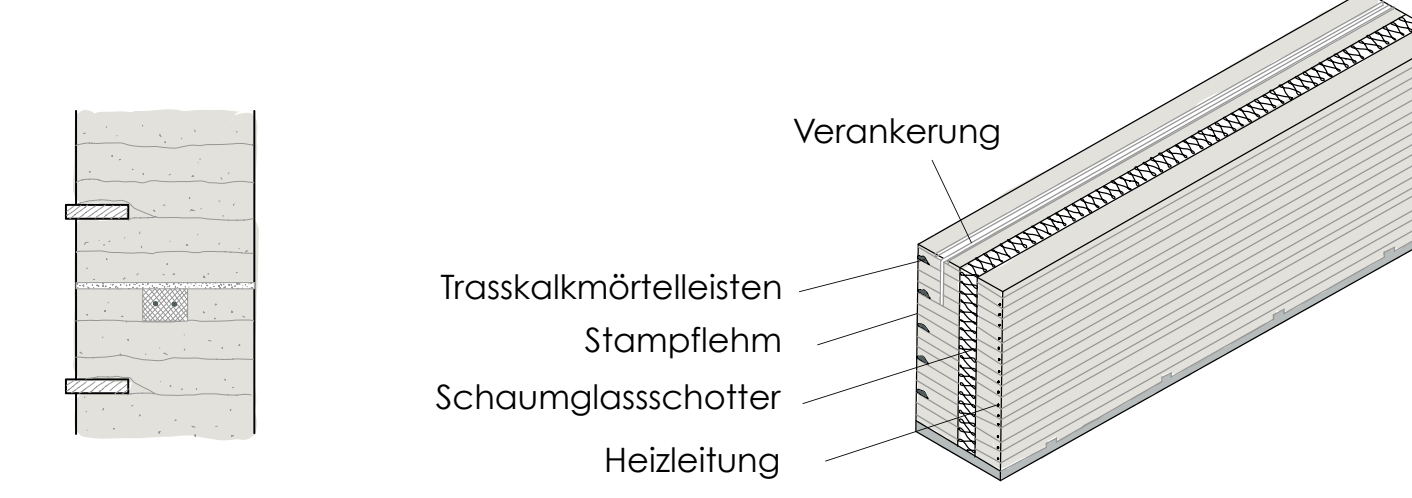 Verankerung
Trasskalkmörtelleisten
Stampflehm
Schaumglassschotter
Heizleitung